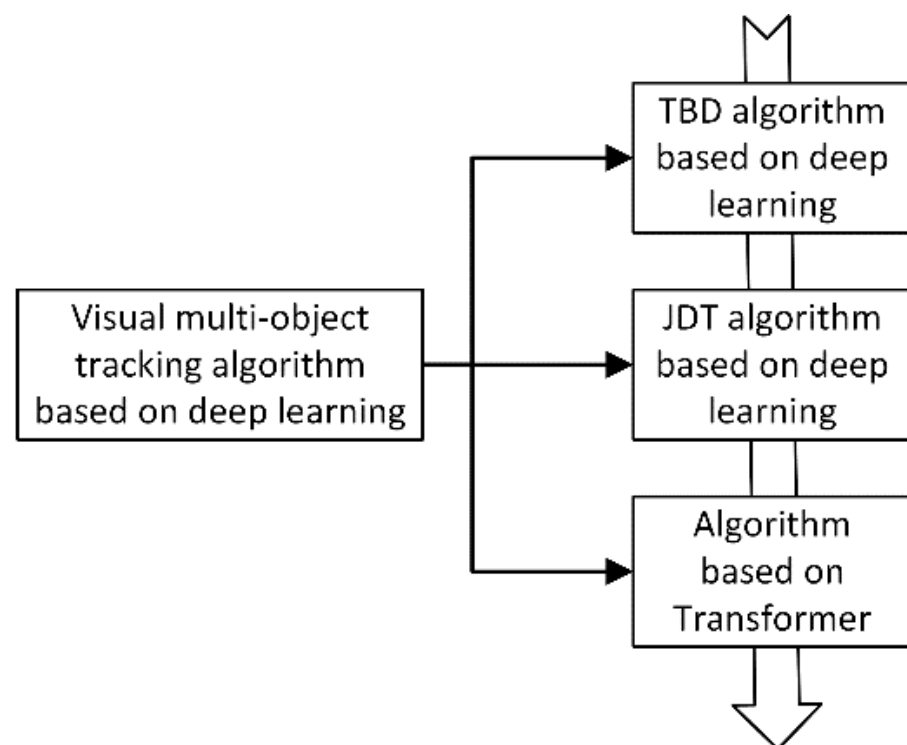 TBD algorithm
based on deep
learning
Visual multi-object
tracking algorithm
based on deep learning
JDT algorithm
based on deep
learning
Algorithm
based on
Transformer